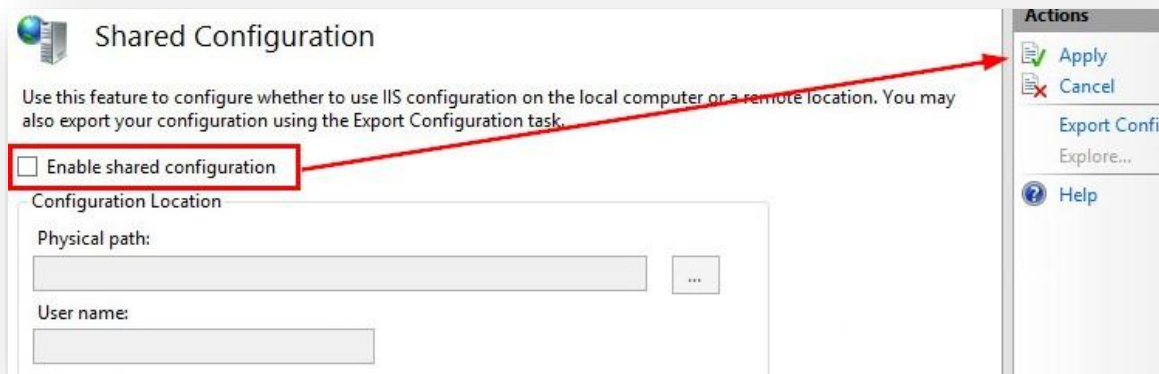 Shared Configuration
Use this feature to configure whether to use IIS configuration on the local computer or a remote location. You may
also export your configuration using the Export Configuration task.
Enable shared configuration
Configuration Location
Physical path:
...
User name:
Actions
Apply
Cancel
Export Confi
Explore...
Help